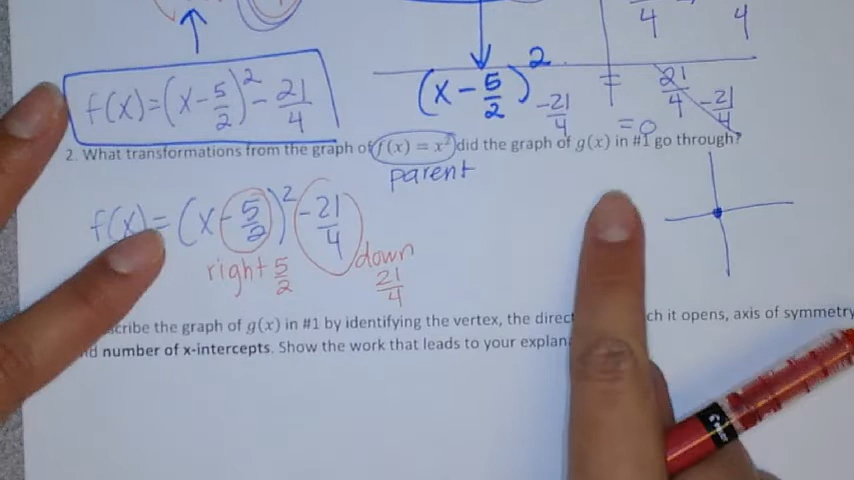 4 4
f(x)=(x-5/2)²-21/4
(x-5/2)² -21/4 = 21/4 -21/4
=0
2. What transformations from the graph of f(x) = x² did the graph of g(x) in #1 go through?
parent
f(x)=(x-5/2)²-21/4
right 5/2 down 21/4
cribe the graph of g(x) in #1 by identifying the vertex, the direct ch it opens, axis of symmetry
d number of x-intercepts. Show the work that leads to your explan